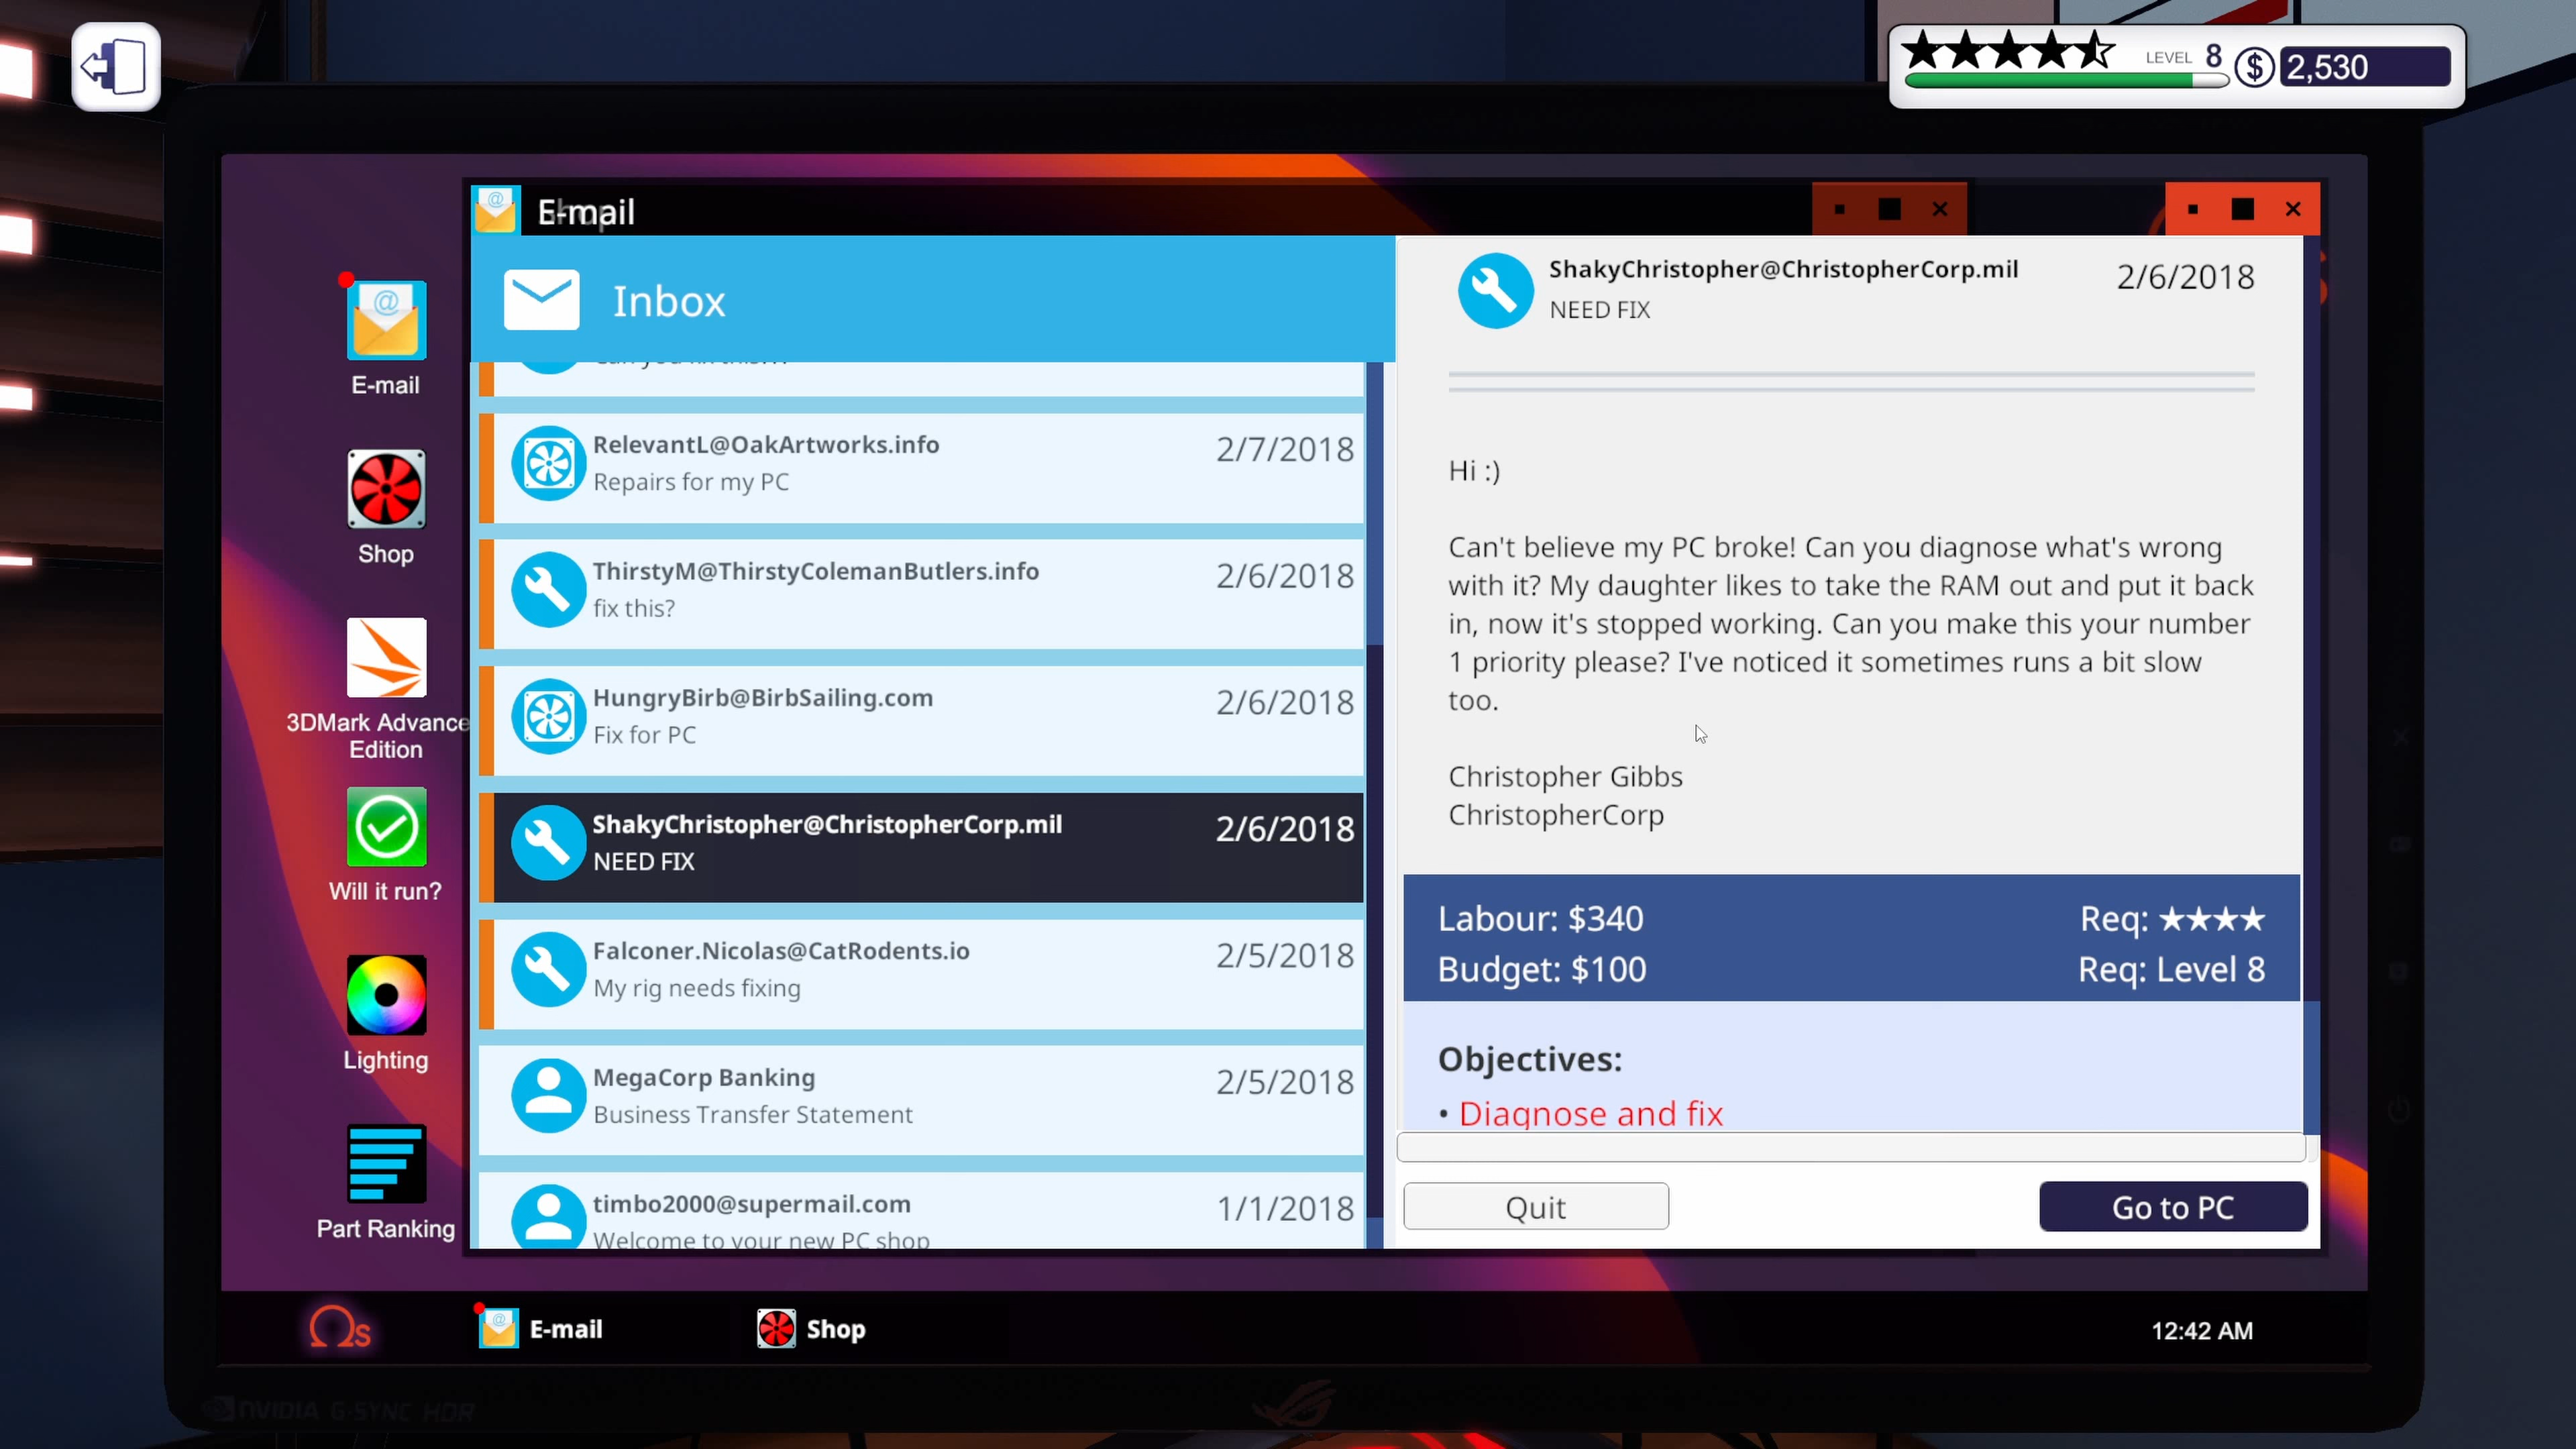 LEVEL 8
2,530
E-mail
Inbox
RelevantL@OakArtworks.info
2/7/2018
Repairs for my PC
ThirstyM@ThirstyColemanButlers.info
2/6/2018
fix this?
HungryBirb@BirbSailing.com
2/6/2018
Fix for PC
ShakyChristopher@ChristopherCorp.mil
2/6/2018
NEED FIX
Falconer.Nicolas@CatRodents.io
2/5/2018
My rig needs fixing
MegaCorp Banking
2/5/2018
Business Transfer Statement
timbo2000@supermail.com
1/1/2018
Welcome to your new PC shop
ShakyChristopher@ChristopherCorp.mil
2/6/2018
NEED FIX
Hi :)
Can't believe my PC broke! Can you diagnose what's wrong
with it? My daughter likes to take the RAM out and put it back
in, now it's stopped working. Can you make this your number
1 priority please? I've noticed it sometimes runs a bit slow
too.
Christopher Gibbs
ChristopherCorp
Labour: $340
Req: ★★★★
Budget: $100
Req: Level 8
Objectives:
• Diagnose and fix
Quit
Go to PC
E-mail
Shop
3DMark Advance
Edition
Will it run?
Lighting
Part Ranking
Ωs
E-mail
Shop
12:42 AM
NVIDIA G-SYNC HDR